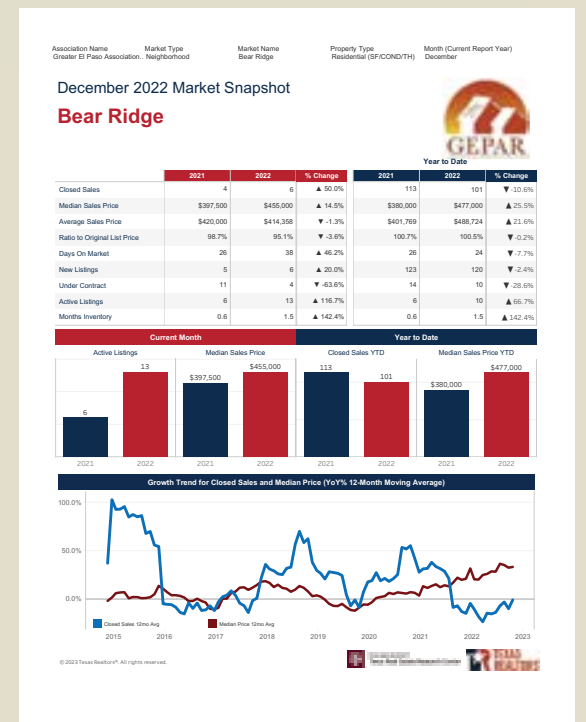 Association Name Market Type Market Name Property Type Month (Current Report Year)
Greater El Paso Association.. Neighborhood Bear Ridge Residential (SF/COND/TH) December
December 2022 Market Snapshot
Bear Ridge
GEPAR
Year to Date
2021 2022 % Change 2021 2022 % Change
Closed Sales 4 6 ▲ 50.0% 113 101 ▼ -10.6%
Median Sales Price $397,500 $455,000 ▲ 14.5% $380,000 $477,000 ▲ 25.5%
Average Sales Price $420,000 $414,358 ▼ -1.3% $401,769 $488,724 ▲ 21.6%
Ratio to Original List Price 98.7% 95.1% ▼ -3.6% 100.7% 100.5% ▼ -0.2%
Days On Market 26 38 ▲ 46.2% 26 24 ▼ -7.7%
New Listings 5 6 ▲ 20.0% 123 120 ▼ -2.4%
Under Contract 11 4 ▼ -63.6% 14 10 ▼ -28.6%
Active Listings 6 13 ▲ 116.7% 6 10 ▲ 66.7%
Months Inventory 0.6 1.5 ▲ 142.4% 0.6 1.5 ▲ 142.4%
Current Month Year to Date
Active Listings Median Sales Price Closed Sales YTD Median Sales Price YTD
6 13 $397,500 $455,000 113 101 $380,000 $477,000
2021 2022 2021 2022 2021 2022 2021 2022
Growth Trend for Closed Sales and Median Price (YoY% 12-Month Moving Average)
100.0%
50.0%
0.0%
Closed Sales 12mo Avg Median Price 12mo Avg
2015 2016 2017 2018 2019 2020 2021 2022 2023
© 2023 Texas Realtors®. All rights reserved.
TEXAS
REALTORS